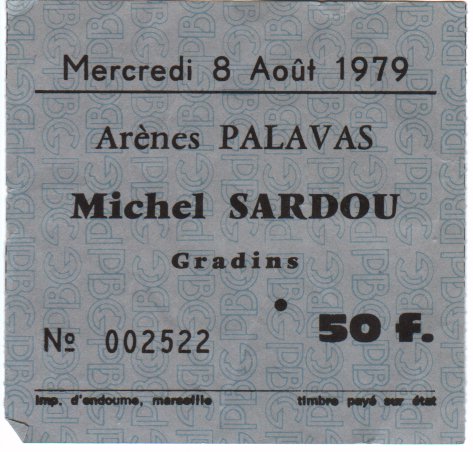 Mercredi 8 Août 1979
Arènes PALAVAS
Michel SARDOU
Gradins
50 f.
Nº 002522
imp. d'endoume, marseille timbre payé sur état